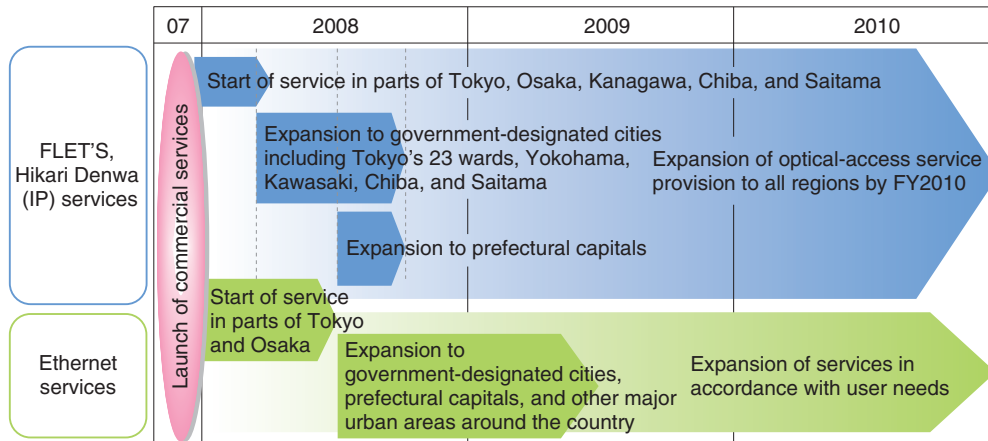 07
2008
2009
2010
FLET'S,
Hikari Denwa
(IP) services
Launch of commercial services
Start of service in parts of Tokyo, Osaka, Kanagawa, Chiba, and Saitama
Expansion to government-designated cities
including Tokyo's 23 wards, Yokohama,
Kawasaki, Chiba, and Saitama
Expansion of optical-access service
provision to all regions by FY2010
Expansion to prefectural capitals
Ethernet
services
Start of service
in parts of Tokyo
and Osaka
Expansion to
government-designated cities,
prefectural capitals, and other major
urban areas around the country
Expansion of services in
accordance with user needs